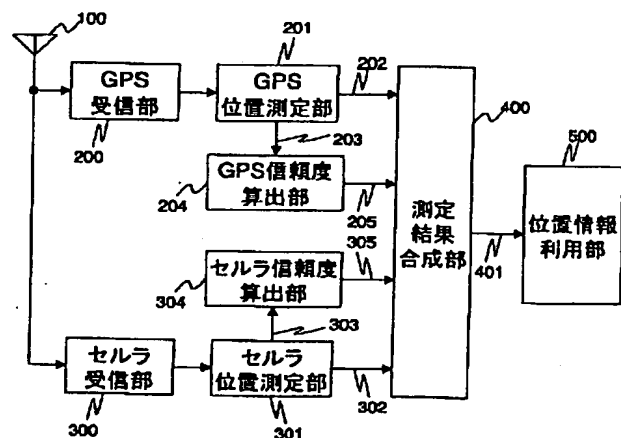 100
GPS
受信部
200
201
GPS
位置測定部
202
203
GPS信頼度
算出部
204
205
セルラ信頼度
算出部
304
305
303
セルラ
受信部
300
セルラ
位置測定部
301
302
測定
結果
合成部
400
401
位置情報
利用部
500